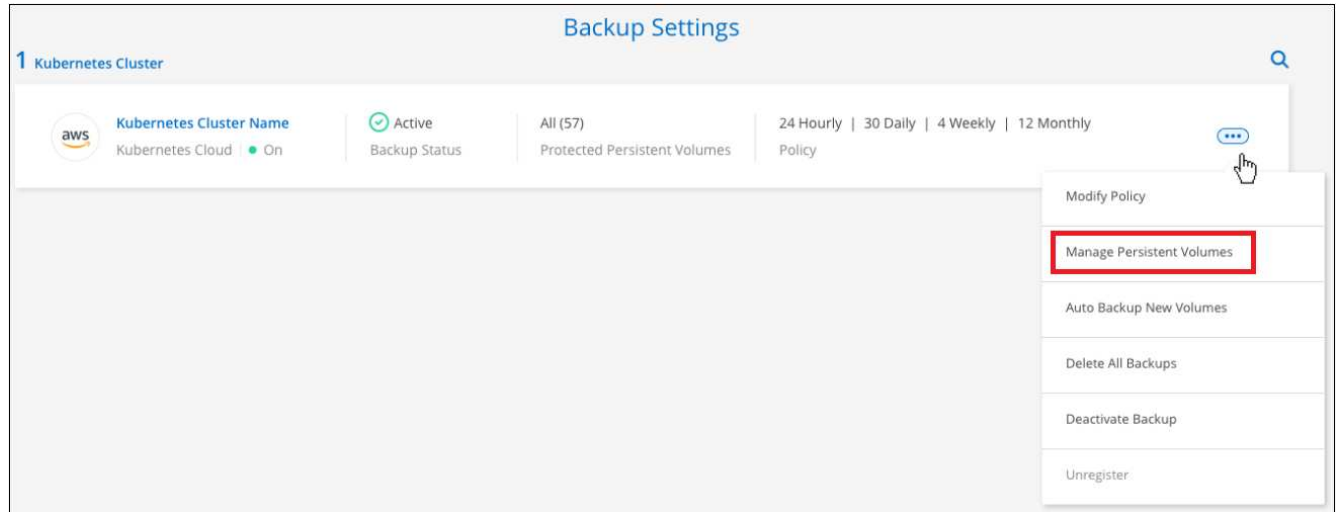 Backup Settings
1 Kubernetes Cluster
aws
Kubernetes Cluster Name
Kubernetes Cloud
On
Active
Backup Status
All (57)
Protected Persistent Volumes
24 Hourly | 30 Daily | 4 Weekly | 12 Monthly
Policy
Modify Policy
Manage Persistent Volumes
Auto Backup New Volumes
Delete All Backups
Deactivate Backup
Unregister